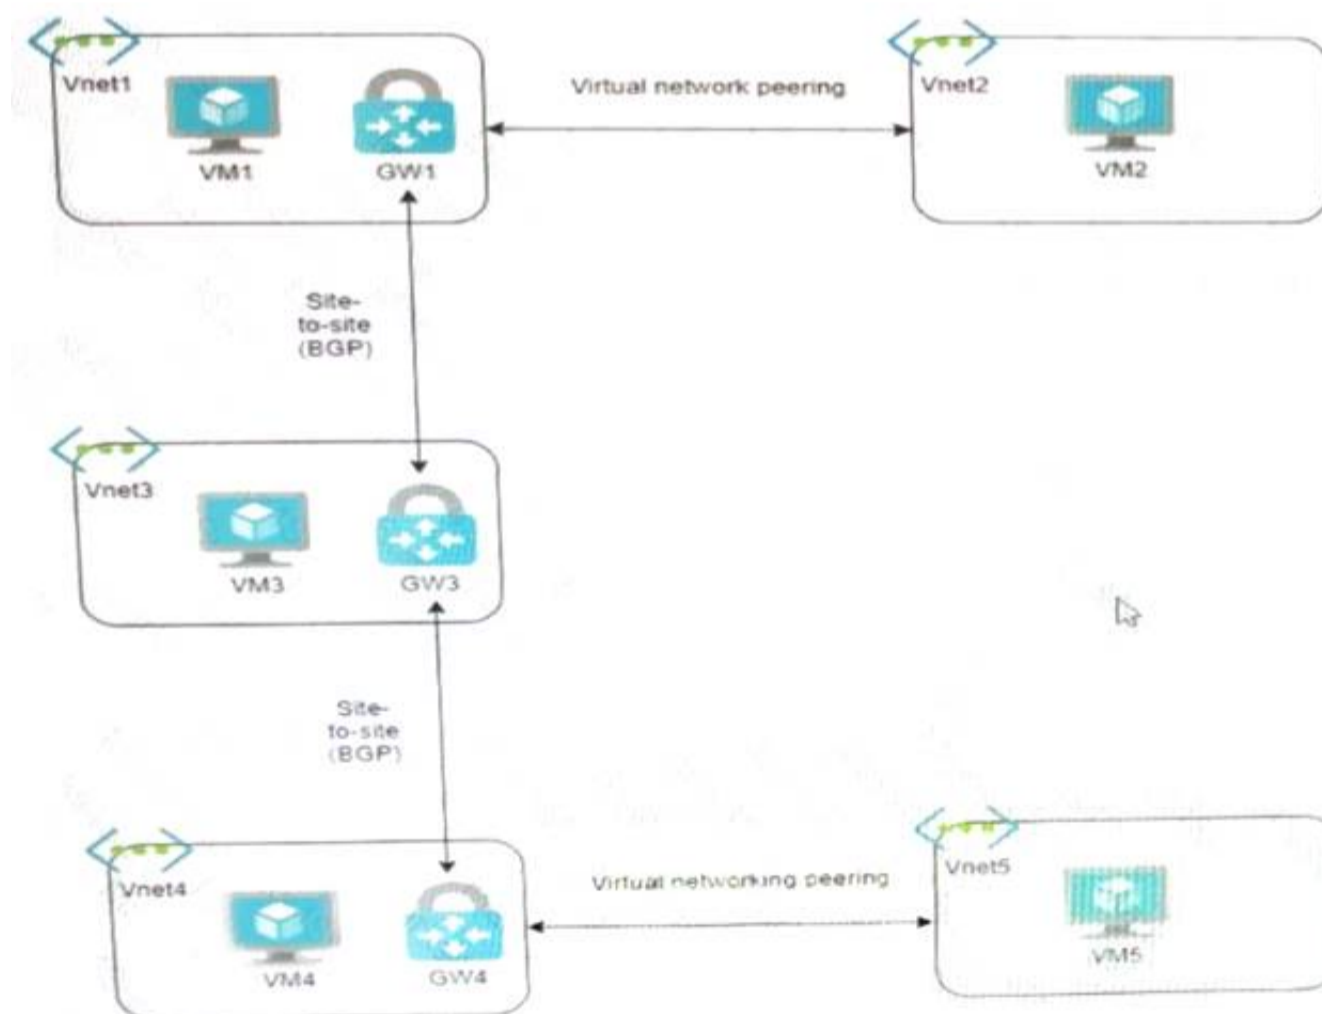 Vnet1
VM1
GW1
Virtual network peering
Vnet2
VM2
Site-
to-site
(BGP)
Vnet3
VM3
GW3
Site-
to-site
(BGP)
Vnet4
VM4
GW4
Virtual networking peering
Vnet5
VM5